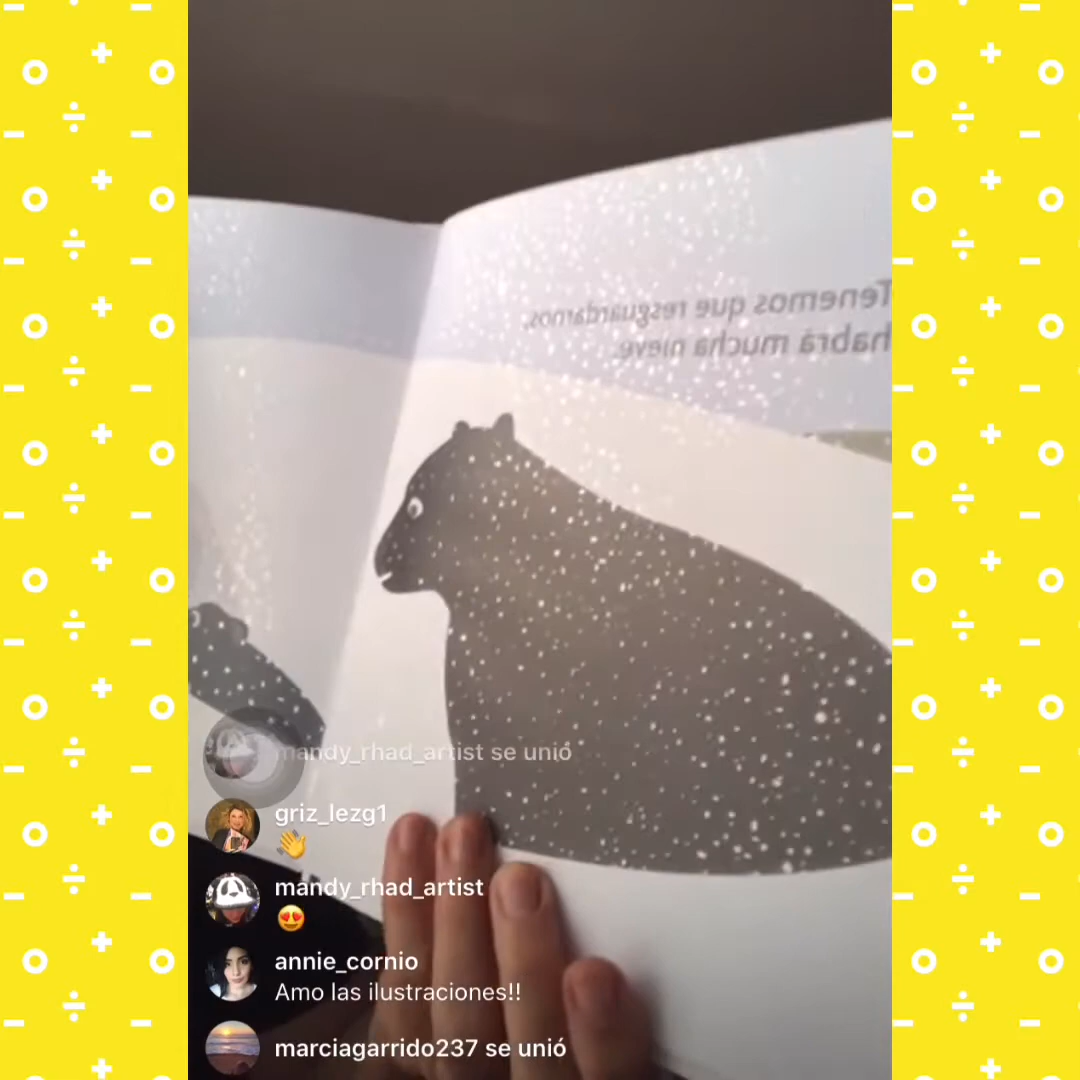 Tenemos que resguardarnos,
habrá mucha nieve.
mandy_rhad_artist se unió
griz_lezg1
👋
mandy_rhad_artist
😍
annie_cornio
Amo las ilustraciones!!
marciagarrido237 se unió